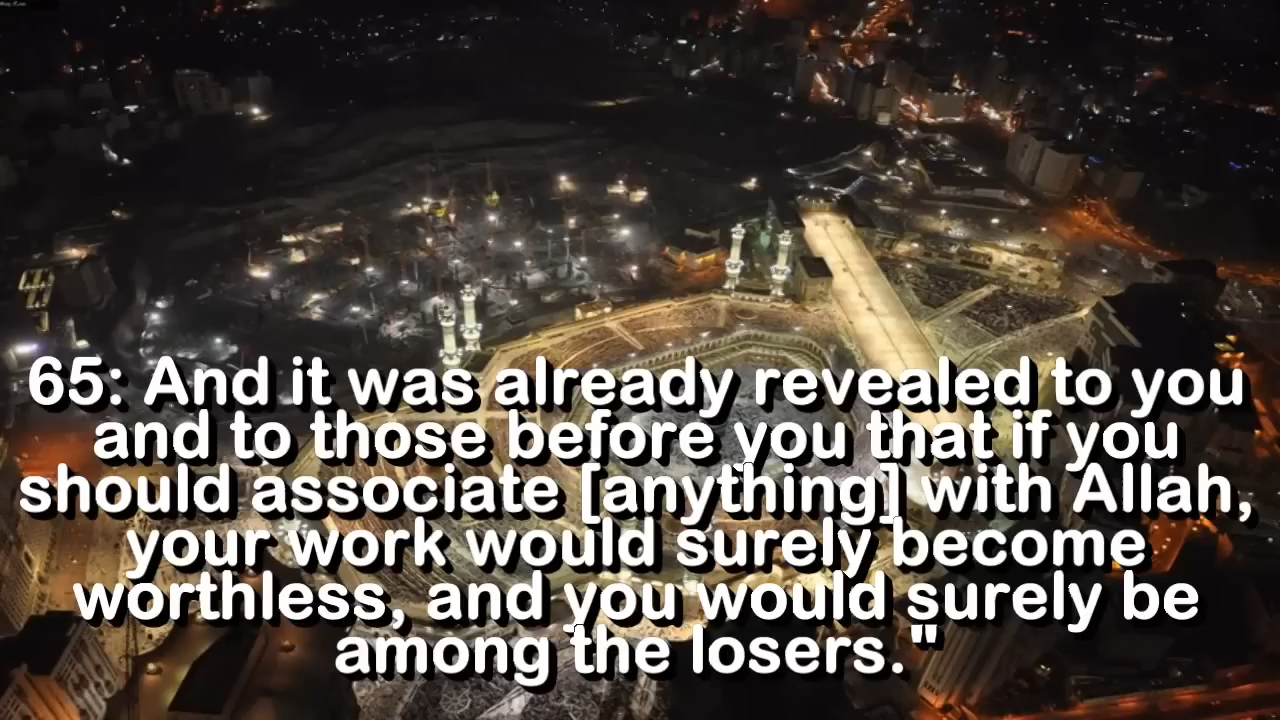 65: And it was already revealed to you
and to those before you that if you
should associate [anything] with Allah,
your work would surely become
worthless, and you would surely be
among the losers."